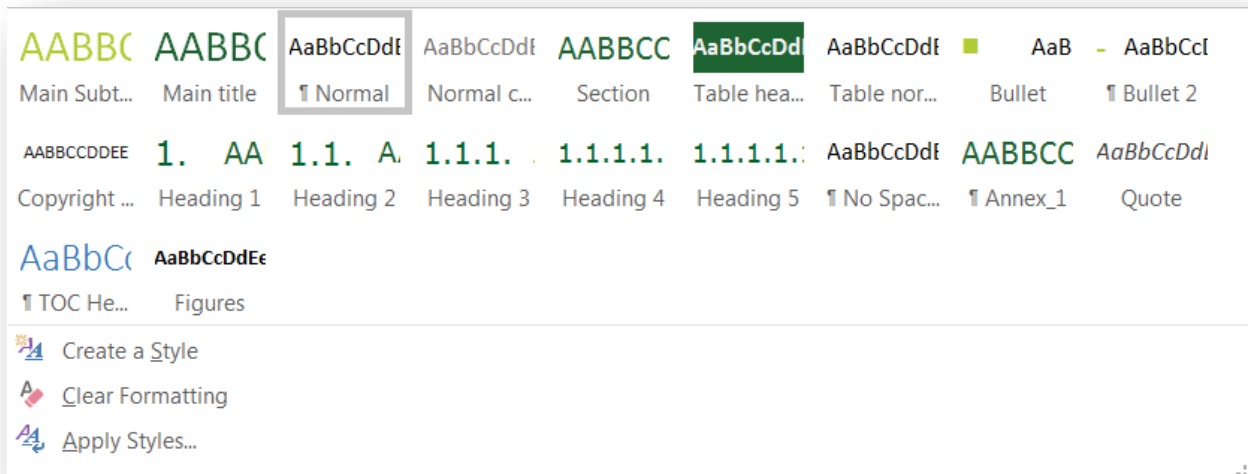 AABBC AABBC AaBbCcDdE AaBbCcDdE AABBCC AaBbCcDdI AaBbCcDdE ■ AaB - AaBbCcI
Main Subt... Main title ¶ Normal Normal c... Section Table hea... Table nor... Bullet ¶ Bullet 2
AABBCCDDEE 1. AA 1.1. A 1.1.1. 1.1.1.1. 1.1.1.1.1 AaBbCcDdE AABBCC AaBbCcDdI
Copyright ... Heading 1 Heading 2 Heading 3 Heading 4 Heading 5 ¶ No Spac... ¶ Annex_1 Quote
AaBbCc AaBbCcDdEe
¶ TOC He... Figures
Create a Style
Clear Formatting
Apply Styles...